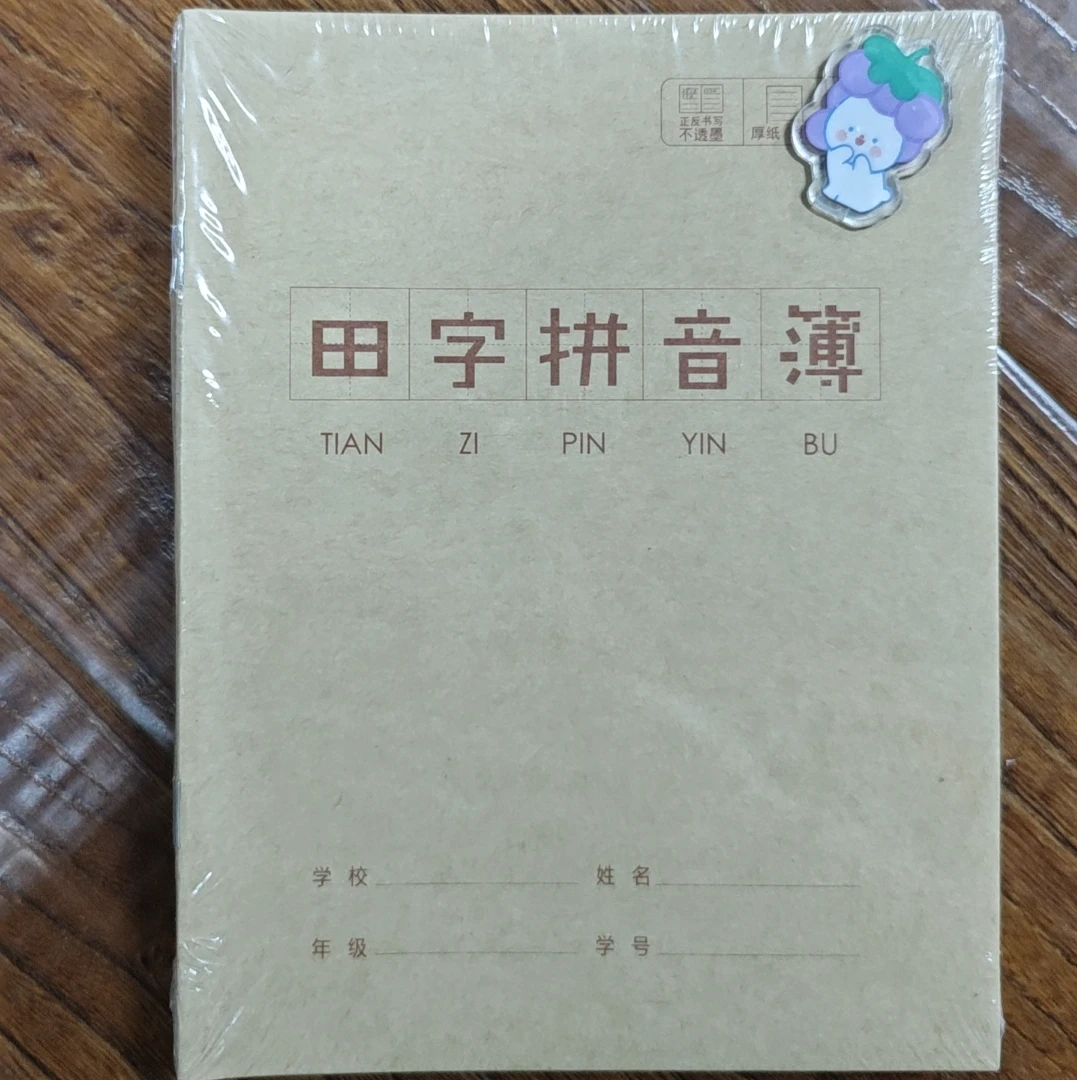 正反书写
不透墨
厚纸
田字拼音簿
TIAN ZI PIN YIN BU
学校 姓名
年级 学号